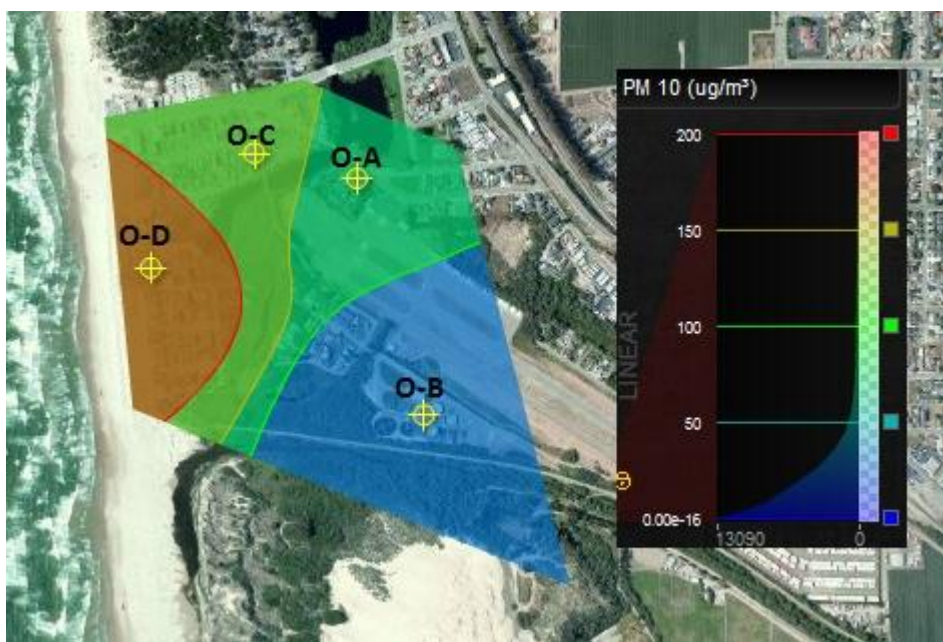 PM 10 (ug/m³)
O-C
O-A
O-D
O-B
200
150
100
50
0.00e-16
LINEAR
13090
0